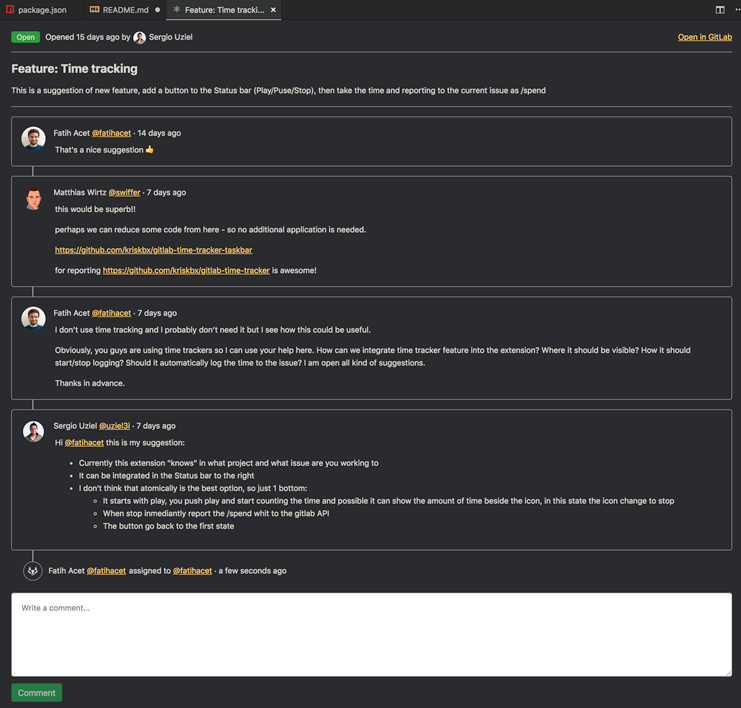 package.json README.md Feature: Time tracki...
Open Opened 15 days ago by Sergio Uziel Open in GitLab
Feature: Time tracking
This is a suggestion of new feature, add a button to the Status bar (Play/Puse/Stop), then take the time and reporting to the current issue as /spend
Fatih Acet @fatihacet · 14 days ago
That's a nice suggestion 👍
Matthias Wirtz @swiffer · 7 days ago
this would be superb!!
perhaps we can reduce some code from here - so no additional application is needed.
https://github.com/kriskbx/gitlab-time-tracker-taskbar
for reporting https://github.com/kriskbx/gitlab-time-tracker is awesome!
Fatih Acet @fatihacet · 7 days ago
I don't use time tracking and I probably don't need it but I see how this could be useful.
Obviously, you guys are using time trackers so I can use your help here. How can we integrate time tracker feature into the extension? Where it should be visible? How it should
start/stop logging? Should it automatically log the time to the issue? I am open all kind of suggestions.
Thanks in advance.
Sergio Uziel @uziel3i · 7 days ago
Hi @fatihacet this is my suggestion:
• Currently this extension "knows" in what project and what issue are you working to
• It can be integrated in the Status bar to the right
• I don't think that atomically is the best option, so just 1 bottom:
◦ It starts with play, you push play and start counting the time and possible it can show the amount of time beside the icon, in this state the icon change to stop
◦ When stop inmediantly report the /spend whit to the gitlab API
◦ The button go back to the first state
Fatih Acet @fatihacet assigned to @fatihacet · a few seconds ago
Write a comment...
Comment